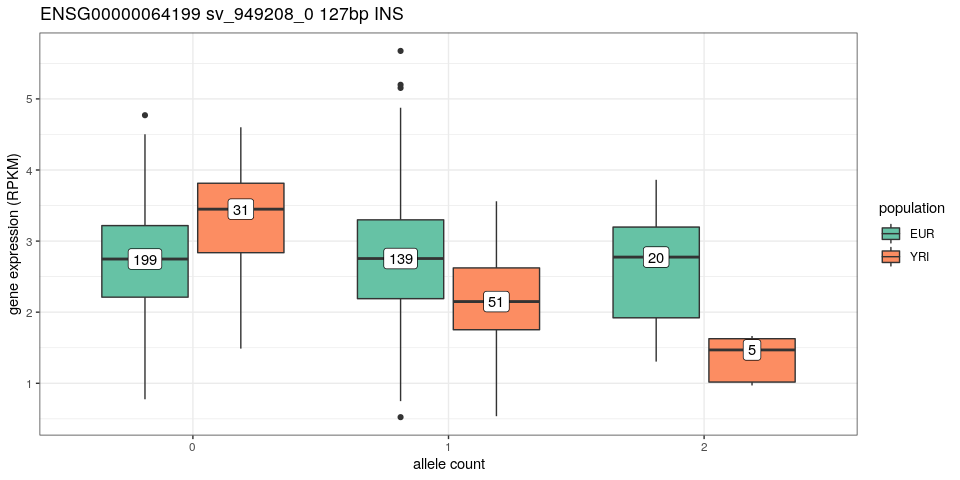 ENSG00000064199 sv_949208_0 127bp INS
gene expression (RPKM)
5
4
3
2
1
199
31
139
51
20
5
0
1
2
allele count
population
EUR
YRI